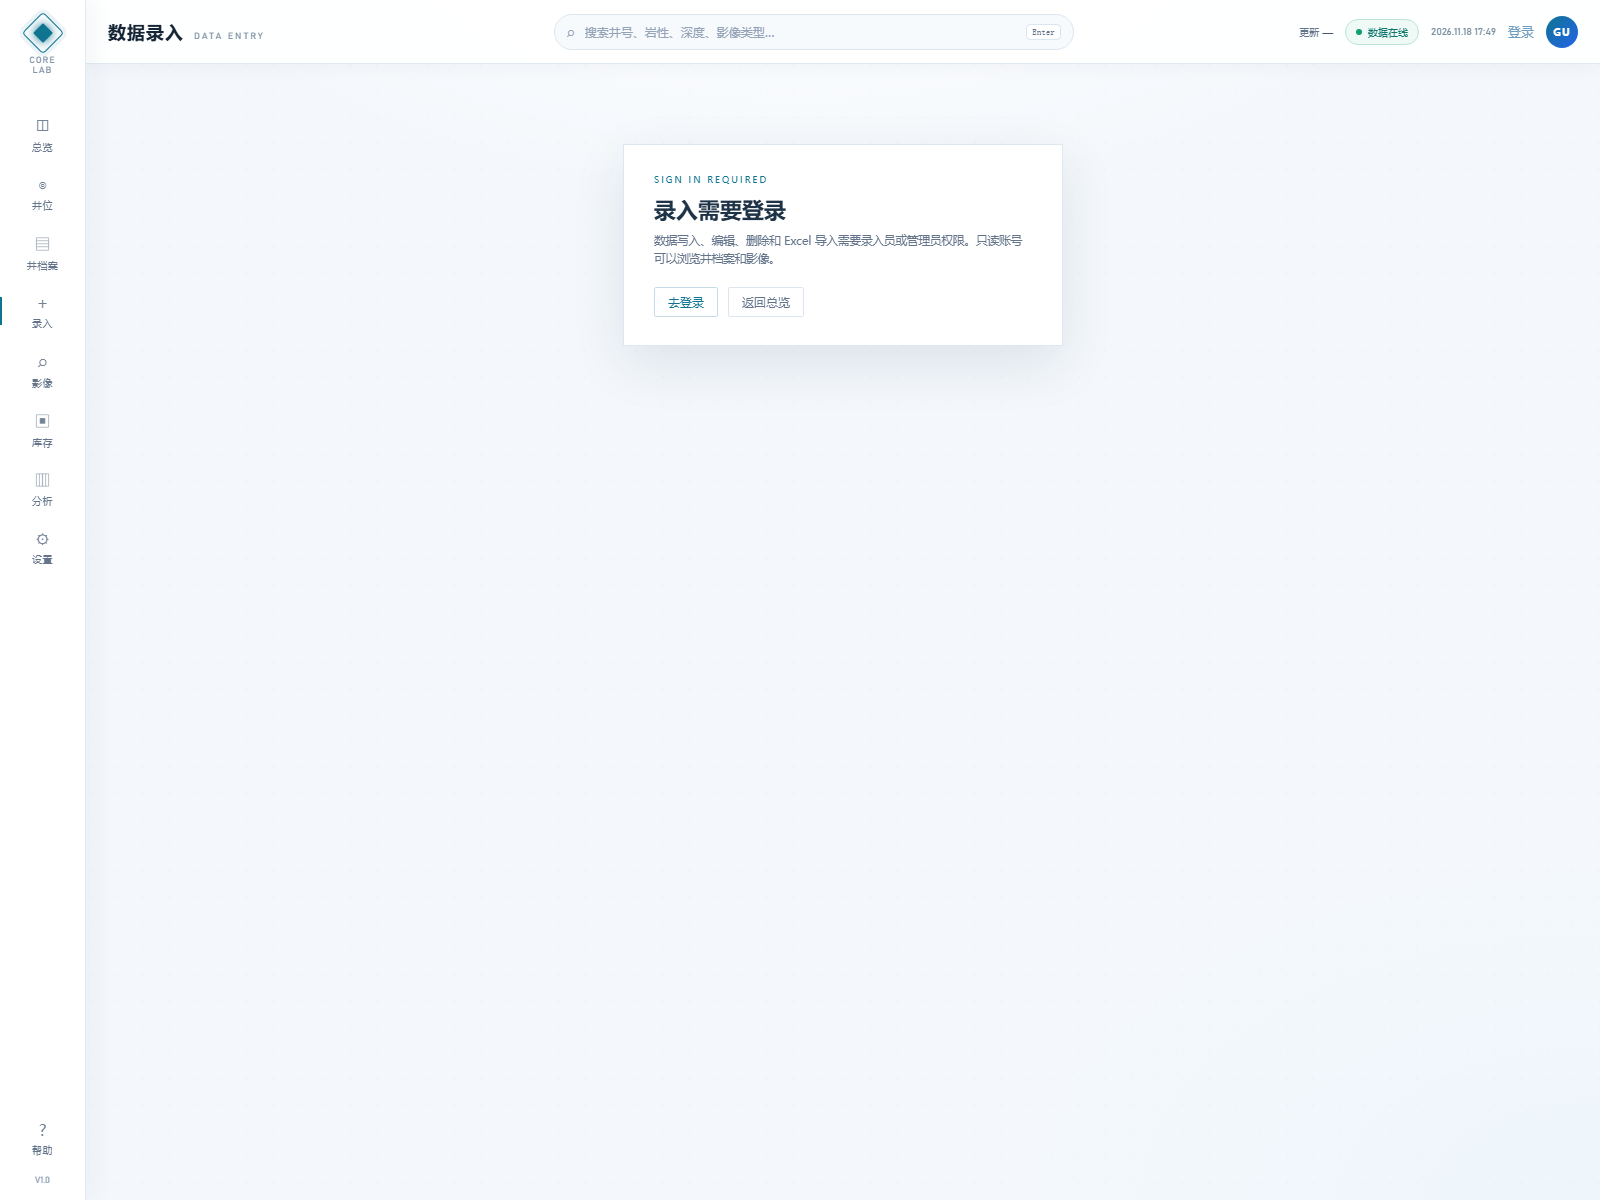 CORE
LAB
总览
井位
井档案
录入
影像
库存
分析
设置
?
帮助
V1.0
数据录入 DATA ENTRY
搜索井号、岩性、深度、影像类型... Enter
更新 — 数据在线 2026.11.18 17:49 登录 GU
SIGN IN REQUIRED
录入需要登录
数据写入、编辑、删除和 Excel 导入需要录入员或管理员权限。只读账号
可以浏览井档案和影像。
去登录 返回总览